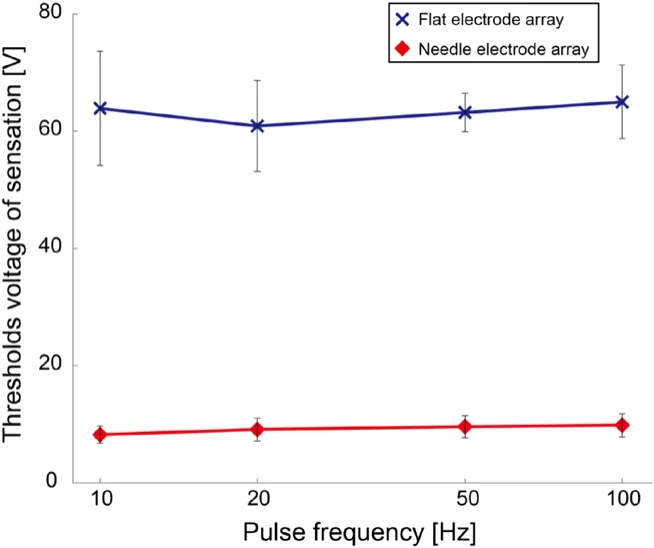 Flat electrode array
Needle electrode array
Thresholds voltage of sensation [V]
80
60
40
20
0
10 20 50 100
Pulse frequency [Hz]